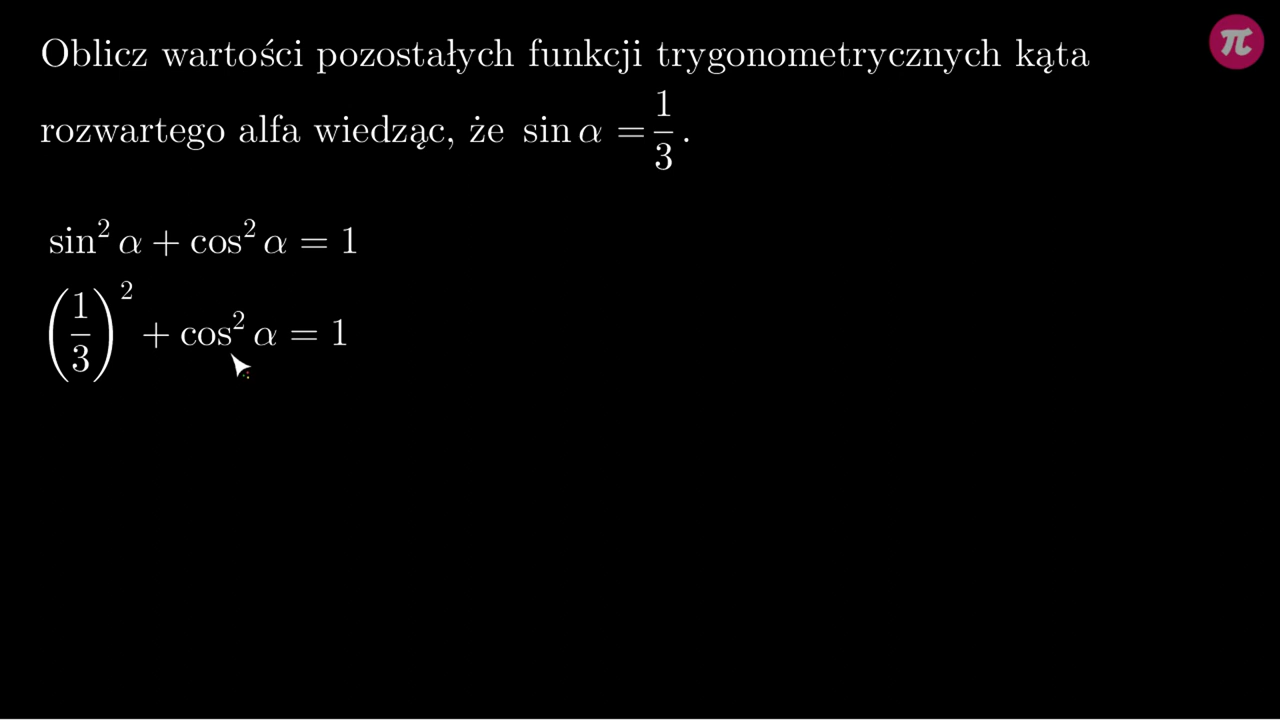 Oblicz wartości pozostałych funkcji trygonometrycznych kąta
rozwartego alfa wiedząc, że sin α = 1/3.
sin² α + cos² α = 1
(1/3)² + cos² α = 1
π